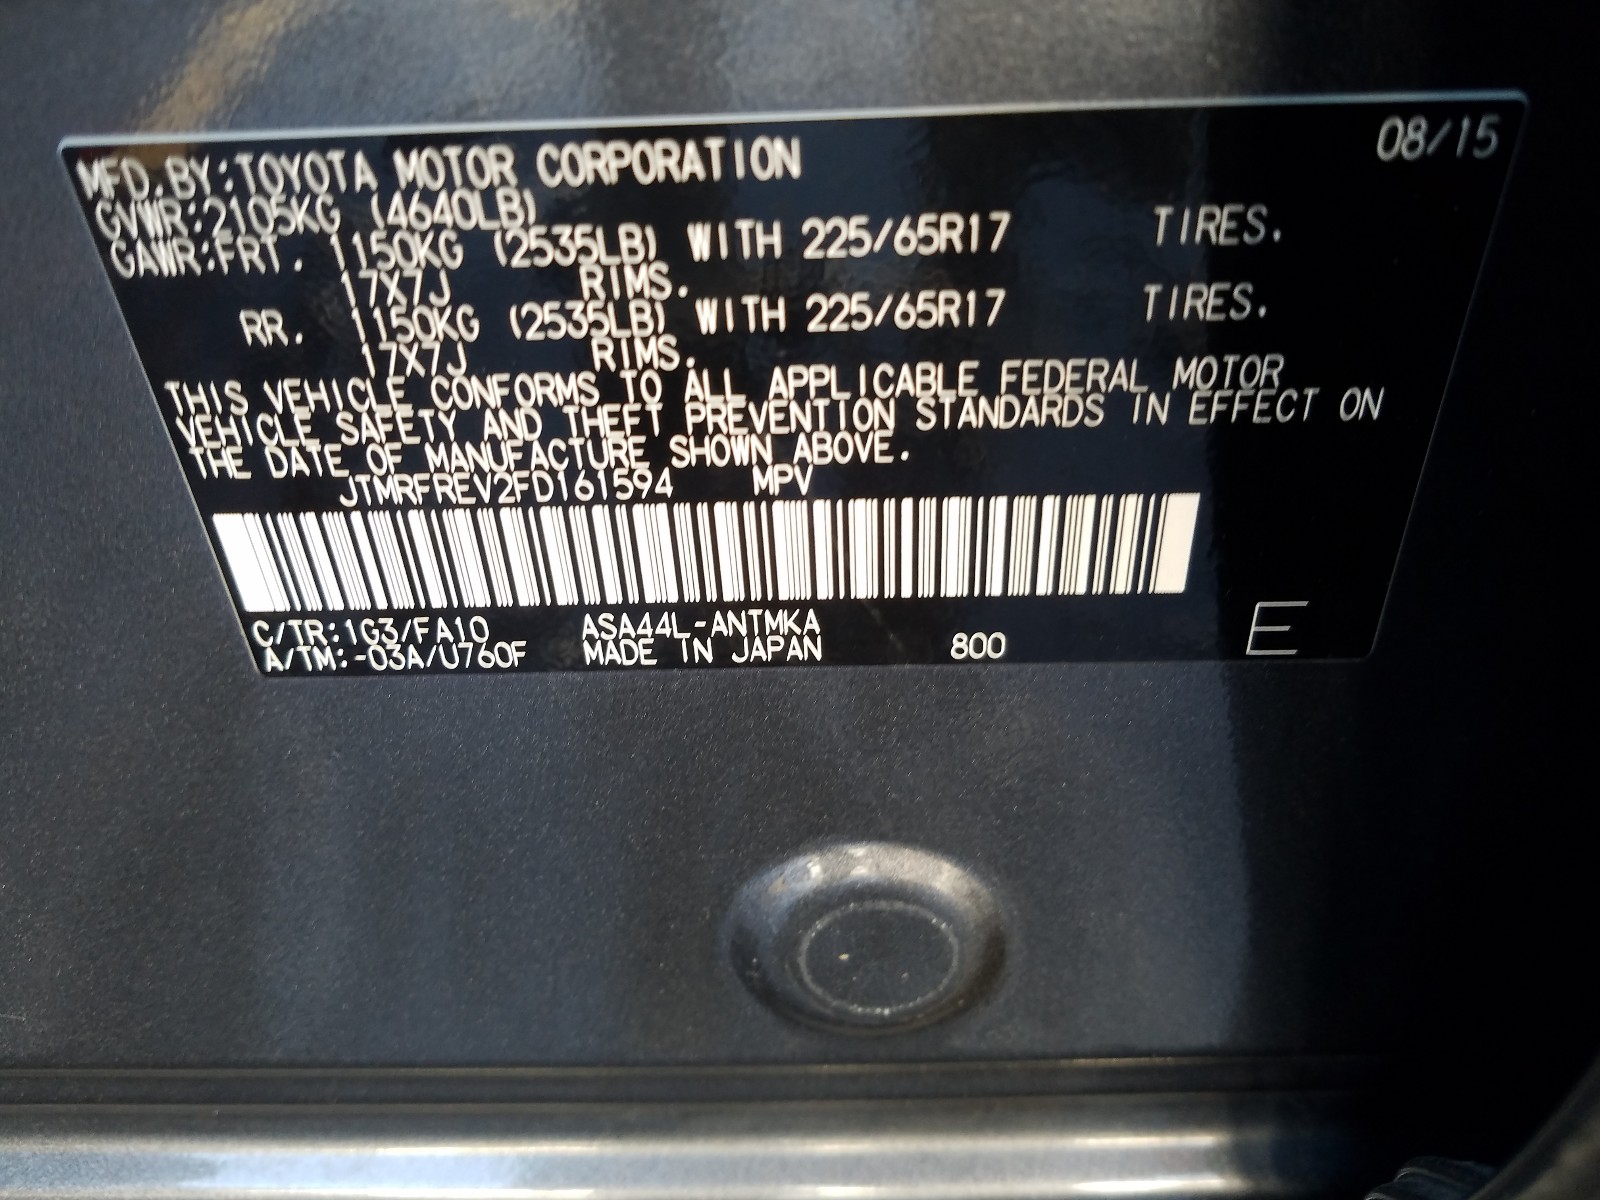 08/15
MFD.BY:TOYOTA MOTOR CORPORATION
GVWR:2105KG (4640LB)
GAWR:FRT. 1150KG (2535LB) WITH 225/65R17 TIRES.
17X7J RIMS.
RR. 1150KG (2535LB) WITH 225/65R17 TIRES.
17X7J RIMS.
THIS VEHICLE CONFORMS TO ALL APPLICABLE FEDERAL MOTOR
VEHICLE SAFETY AND THEFT PREVENTION STANDARDS IN EFFECT ON
THE DATE OF MANUFACTURE SHOWN ABOVE.
JTMRFREV2FD161594 MPV
C/TR:1G3/FA10 ASA44L-ANTMKA
A/TM:-03A/U760F MADE IN JAPAN 800 E